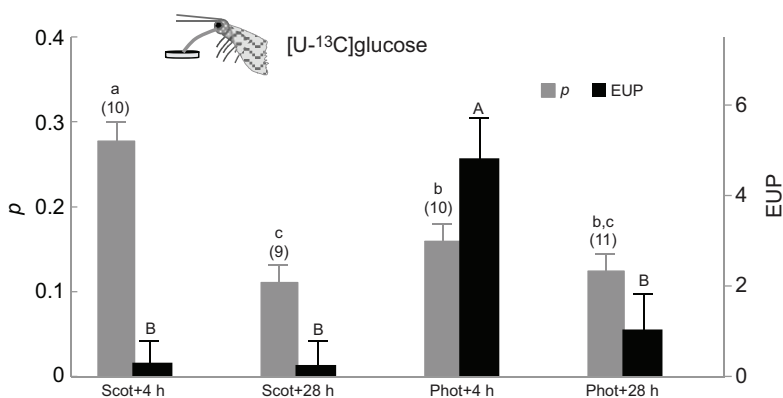 [U-¹³C]glucose
p
EUP
p
0.4
0.3
0.2
0.1
0
a
(10)
B
c
(9)
B
b
(10)
A
b,c
(11)
B
EUP
6
4
2
0
Scot+4 h
Scot+28 h
Phot+4 h
Phot+28 h